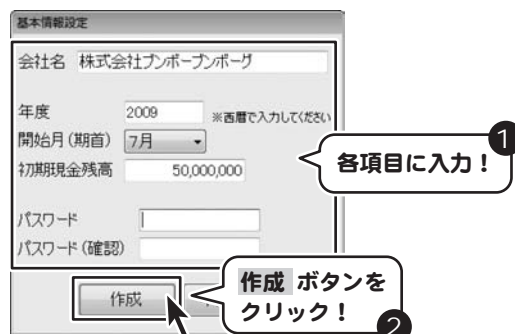 基本情報設定
会社名 株式会社ブンポーブンポーグ
年度 2009 ※西暦で入力してください
開始月(期首) 7月
初期現金残高 50,000,000
パスワード
パスワード(確認)
作成
1
各項目に入力!
作成 ボタンを
クリック!
2